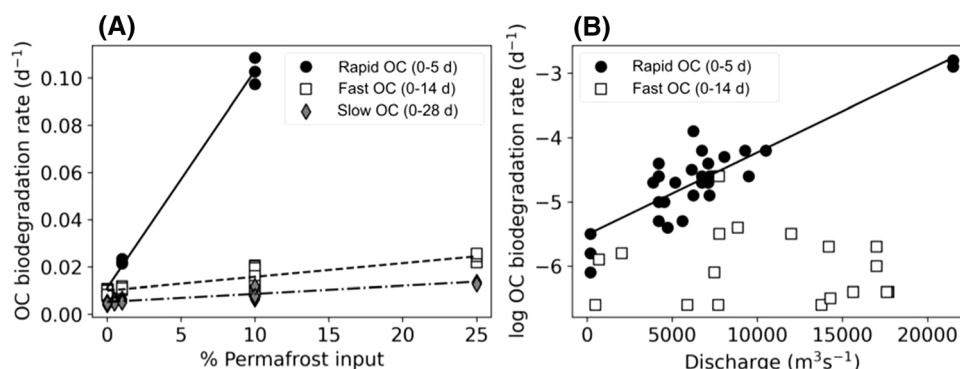 (A)
OC biodegradation rate (d⁻¹)
0.10
0.08
0.06
0.04
0.02
0.00
Rapid OC (0-5 d)
Fast OC (0-14 d)
Slow OC (0-28 d)
0 5 10 15 20 25
% Permafrost input
(B)
log OC biodegradation rate (d⁻¹)
−3
−4
−5
−6
Rapid OC (0-5 d)
Fast OC (0-14 d)
0 5000 10000 15000 20000
Discharge (m³s⁻¹)